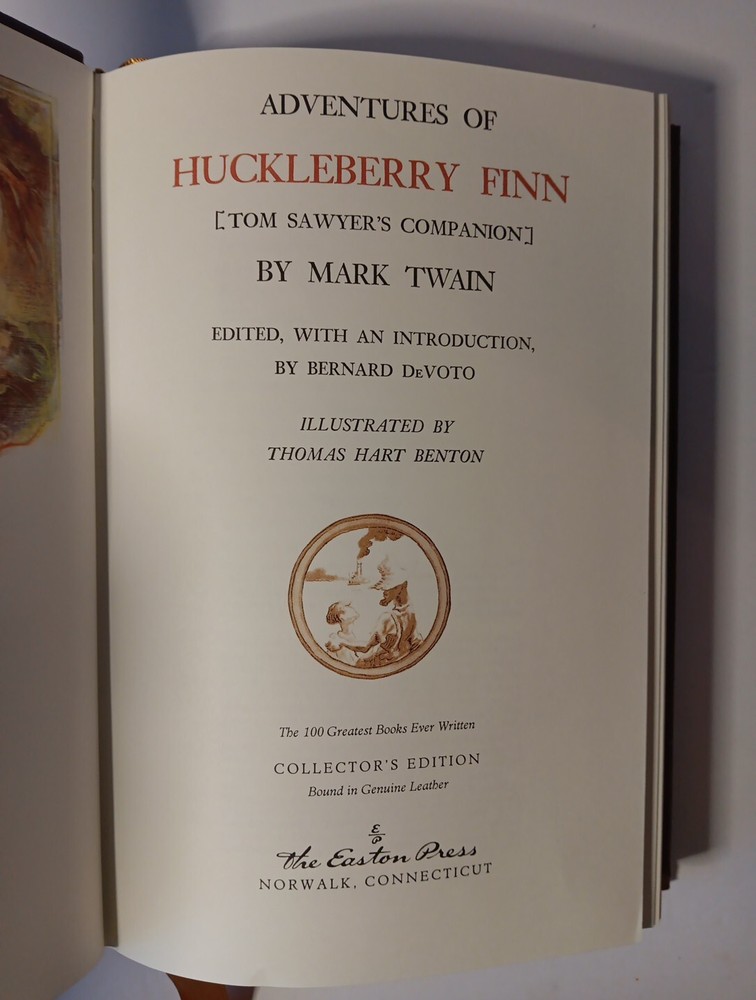 ADVENTURES OF
HUCKLEBERRY FINN
[TOM SAWYER'S COMPANION]
BY MARK TWAIN
EDITED, WITH AN INTRODUCTION,
BY BERNARD DEVOTO
ILLUSTRATED BY
THOMAS HART BENTON
The 100 Greatest Books Ever Written
COLLECTOR'S EDITION
Bound in Genuine Leather
E
P
The Easton Press
NORWALK, CONNECTICUT